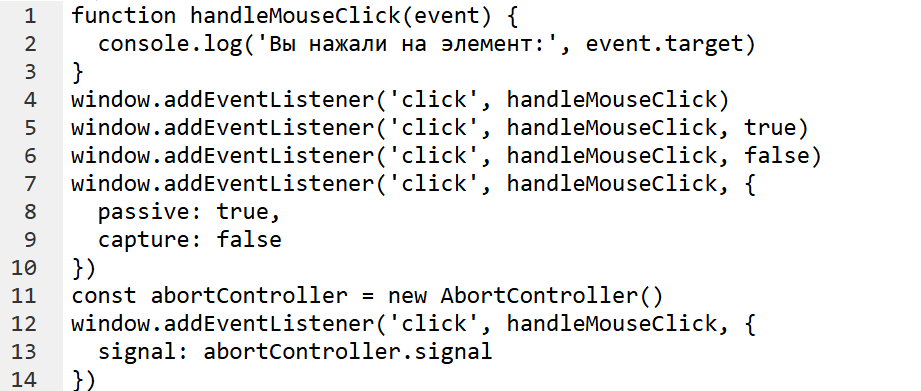 1 function handleMouseClick(event) {
2   console.log('Вы нажали на элемент:', event.target)
3 }
4 window.addEventListener('click', handleMouseClick)
5 window.addEventListener('click', handleMouseClick, true)
6 window.addEventListener('click', handleMouseClick, false)
7 window.addEventListener('click', handleMouseClick, {
8   passive: true,
9   capture: false
10 })
11 const abortController = new AbortController()
12 window.addEventListener('click', handleMouseClick, {
13   signal: abortController.signal
14 })